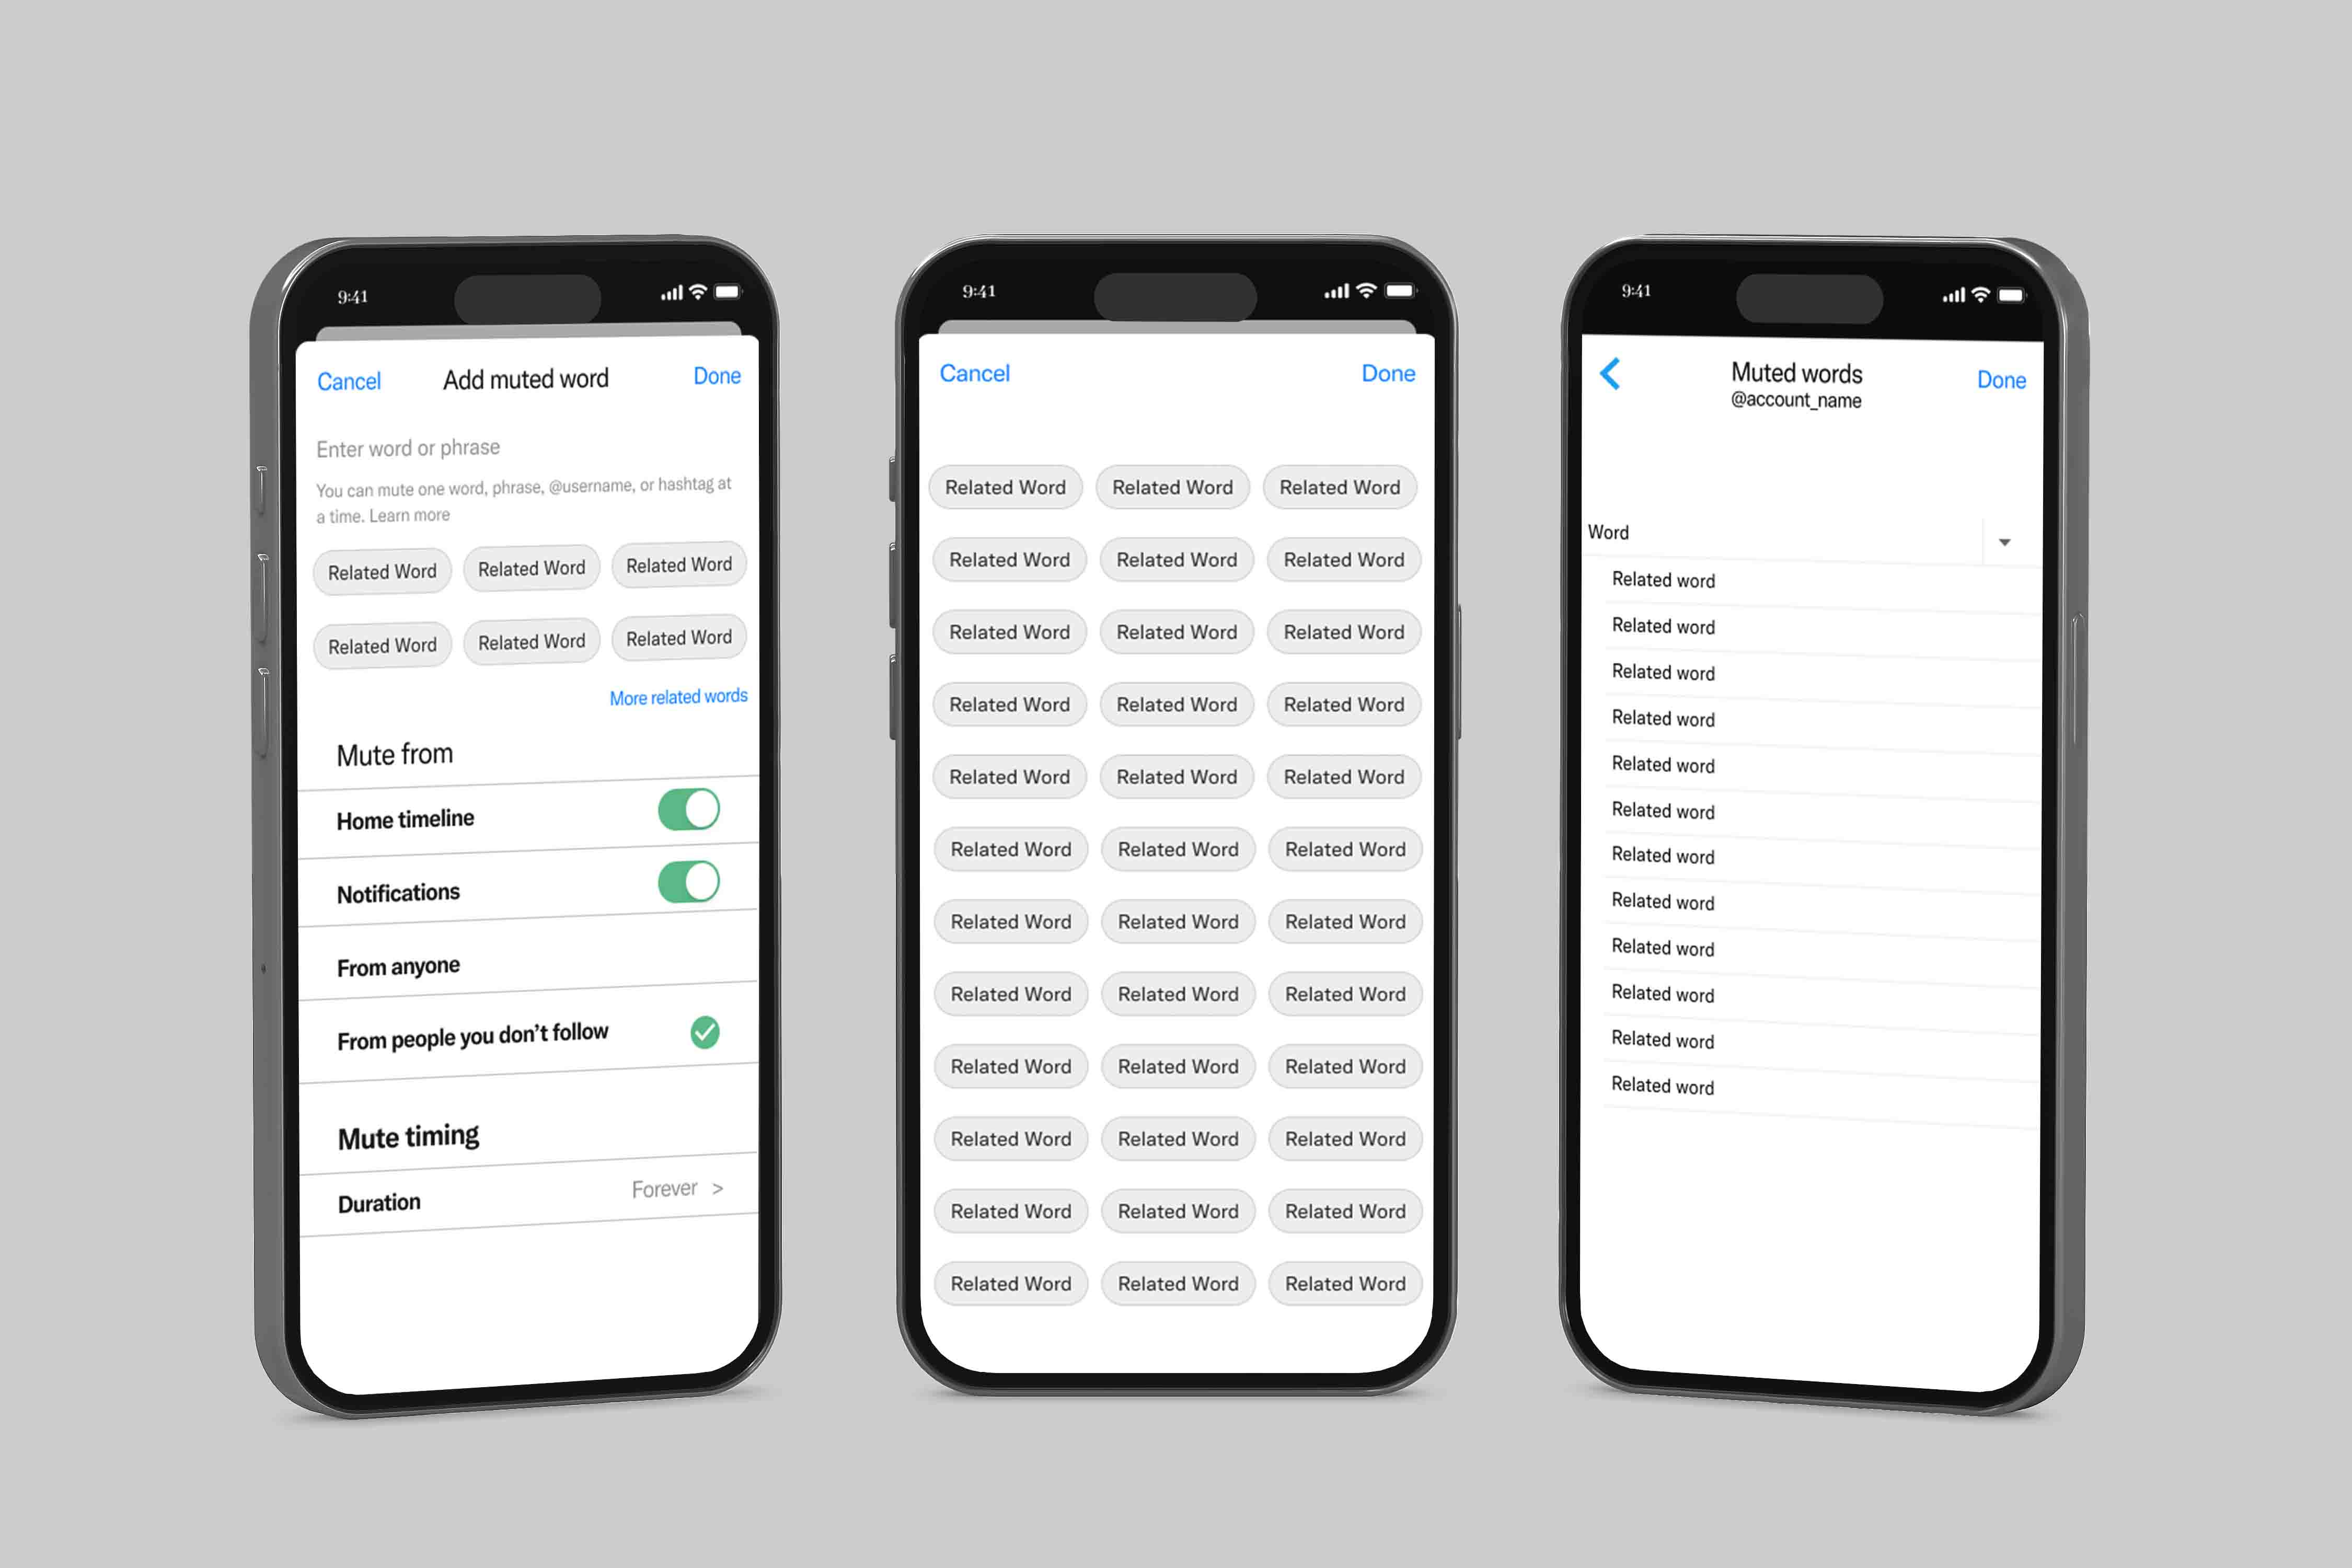 9:41
Cancel Add muted word Done
Enter word or phrase
You can mute one word, phrase, @username, or hashtag at
a time. Learn more
Related Word Related Word Related Word
Related Word Related Word Related Word
More related words
Mute from
Home timeline
Notifications
From anyone
From people you don’t follow
Mute timing
Duration Forever >
9:41
Cancel Done
Related Word Related Word Related Word
Related Word Related Word Related Word
Related Word Related Word Related Word
Related Word Related Word Related Word
Related Word Related Word Related Word
Related Word Related Word Related Word
Related Word Related Word Related Word
Related Word Related Word Related Word
Related Word Related Word Related Word
Related Word Related Word Related Word
Related Word Related Word Related Word
Related Word Related Word Related Word
9:41
Muted words Done
@account_name
Word
Related word
Related word
Related word
Related word
Related word
Related word
Related word
Related word
Related word
Related word
Related word
Related word